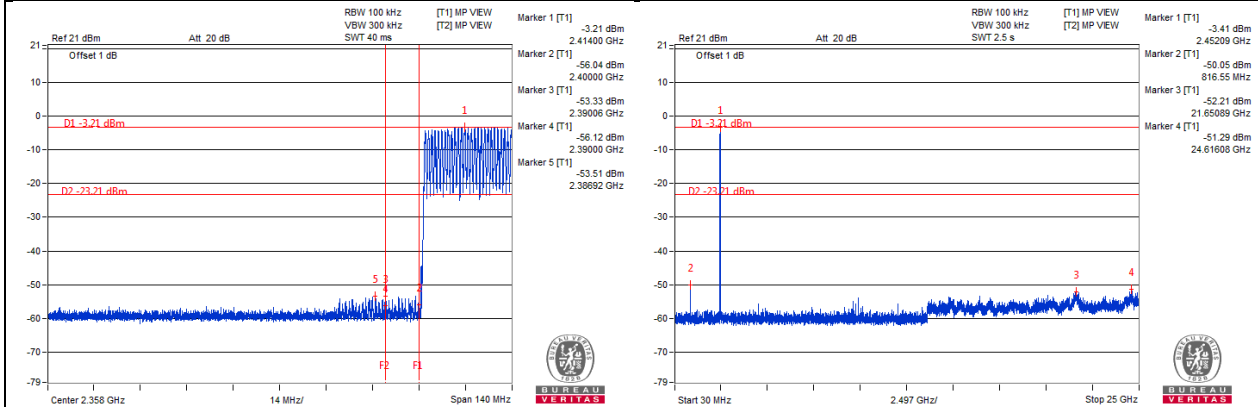 RBW 100 kHz [T1] MP VIEW
VBW 300 kHz [T2] MP VIEW
Ref 21 dBm Att 20 dB SWT 40 ms
Offset 1 dB
Marker 1 [T1]
-3.21 dBm
2.41400 GHz
Marker 2 [T1]
-56.04 dBm
2.40000 GHz
Marker 3 [T1]
-53.33 dBm
2.39006 GHz
Marker 4 [T1]
-56.12 dBm
2.39000 GHz
Marker 5 [T1]
-53.51 dBm
2.38692 GHz
21
10
0
-10
-20
-30
-40
-50
-60
-70
-79
1
D1 -3.21 dBm
D2 -23.21 dBm
5 3
4
F2 F1
Center 2.358 GHz 14 MHz/ Span 140 MHz
1828
BUREAU
VERITAS
RBW 100 kHz [T1] MP VIEW
VBW 300 kHz [T2] MP VIEW
Ref 21 dBm Att 20 dB SWT 2.5 s
Offset 1 dB
Marker 1 [T1]
-3.41 dBm
2.45209 GHz
Marker 2 [T1]
-50.05 dBm
816.55 MHz
Marker 3 [T1]
-52.21 dBm
21.65089 GHz
Marker 4 [T1]
-51.29 dBm
24.61608 GHz
21
10
0
-10
-20
-30
-40
-50
-60
-70
-79
1
D1 -3.21 dBm
D2 -23.21 dBm
2
3
4
Start 30 MHz 2.497 GHz/ Stop 25 GHz
1828
BUREAU
VERITAS